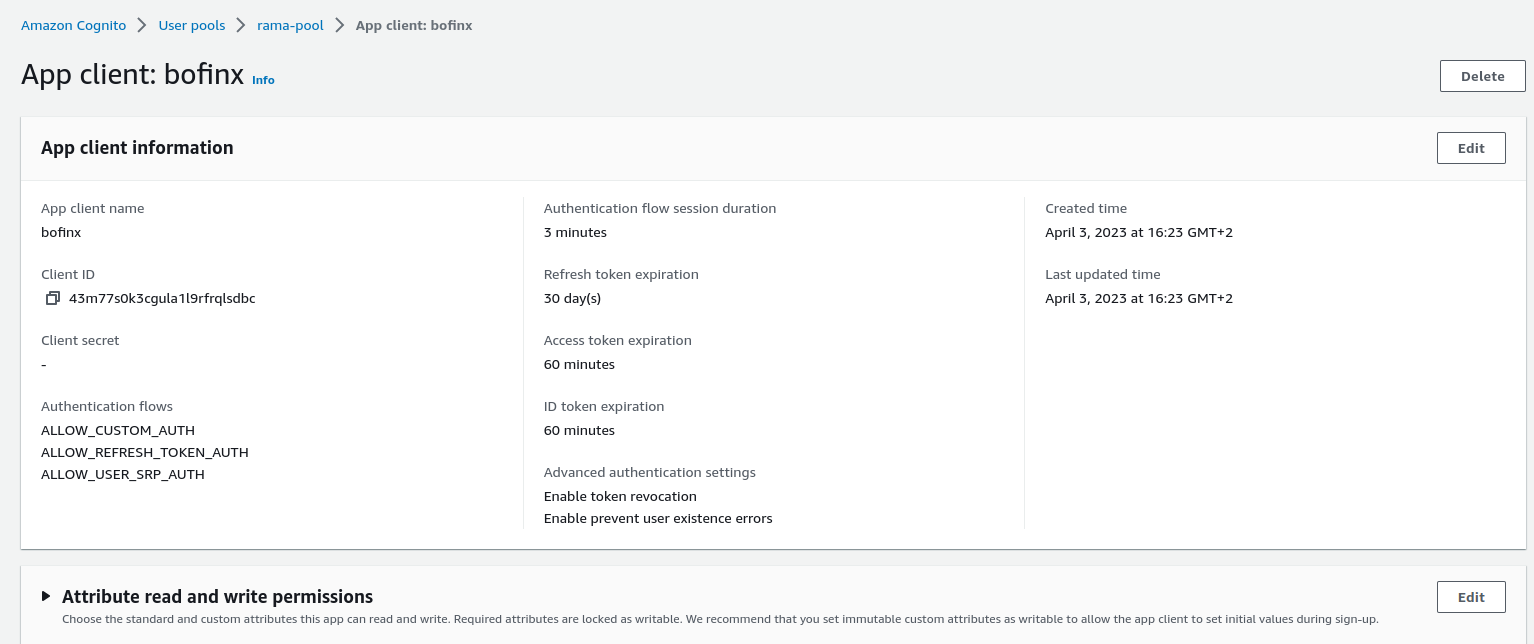 Amazon Cognito > User pools > rama-pool > App client: bofinx
App client: bofinx Info
Delete
App client information
Edit
App client name
bofinx
Client ID
43m77s0k3cgula1l9rfrqlsdbc
Client secret
-
Authentication flows
ALLOW_CUSTOM_AUTH
ALLOW_REFRESH_TOKEN_AUTH
ALLOW_USER_SRP_AUTH
Authentication flow session duration
3 minutes
Refresh token expiration
30 day(s)
Access token expiration
60 minutes
ID token expiration
60 minutes
Advanced authentication settings
Enable token revocation
Enable prevent user existence errors
Created time
April 3, 2023 at 16:23 GMT+2
Last updated time
April 3, 2023 at 16:23 GMT+2
Attribute read and write permissions
Edit
Choose the standard and custom attributes this app can read and write. Required attributes are locked as writable. We recommend that you set immutable custom attributes as writable to allow the app client to set initial values during sign-up.